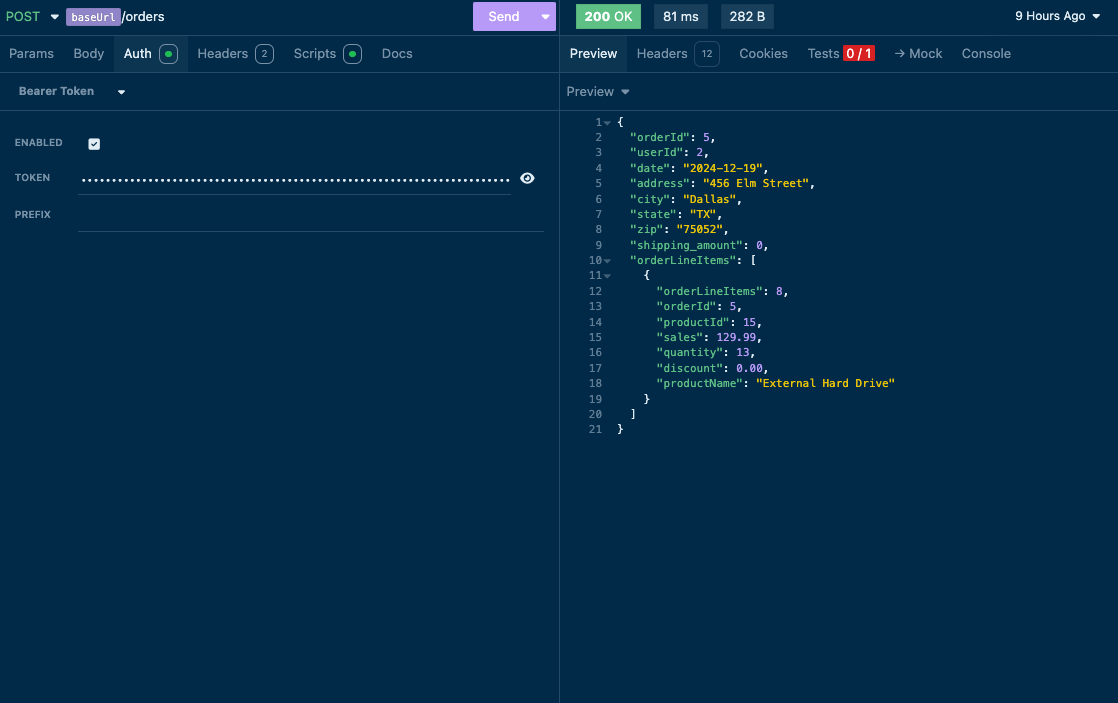 POST baseUrl/orders Send
200 OK 81 ms 282 B 9 Hours Ago
Params Body Auth Headers 2 Scripts Docs
Preview Headers 12 Cookies Tests 0 / 1 → Mock Console
Bearer Token
Preview
ENABLED
TOKEN ••••••••••••••••••••••••••••••••••••••••••••••••••••••••••••••••••••••
PREFIX
1 {
2 "orderId": 5,
3 "userId": 2,
4 "date": "2024-12-19",
5 "address": "456 Elm Street",
6 "city": "Dallas",
7 "state": "TX",
8 "zip": "75052",
9 "shipping_amount": 0,
10 "orderLineItems": [
11 {
12 "orderLineItems": 8,
13 "orderId": 5,
14 "productId": 15,
15 "sales": 129.99,
16 "quantity": 13,
17 "discount": 0.00,
18 "productName": "External Hard Drive"
19 }
20 ]
21 }